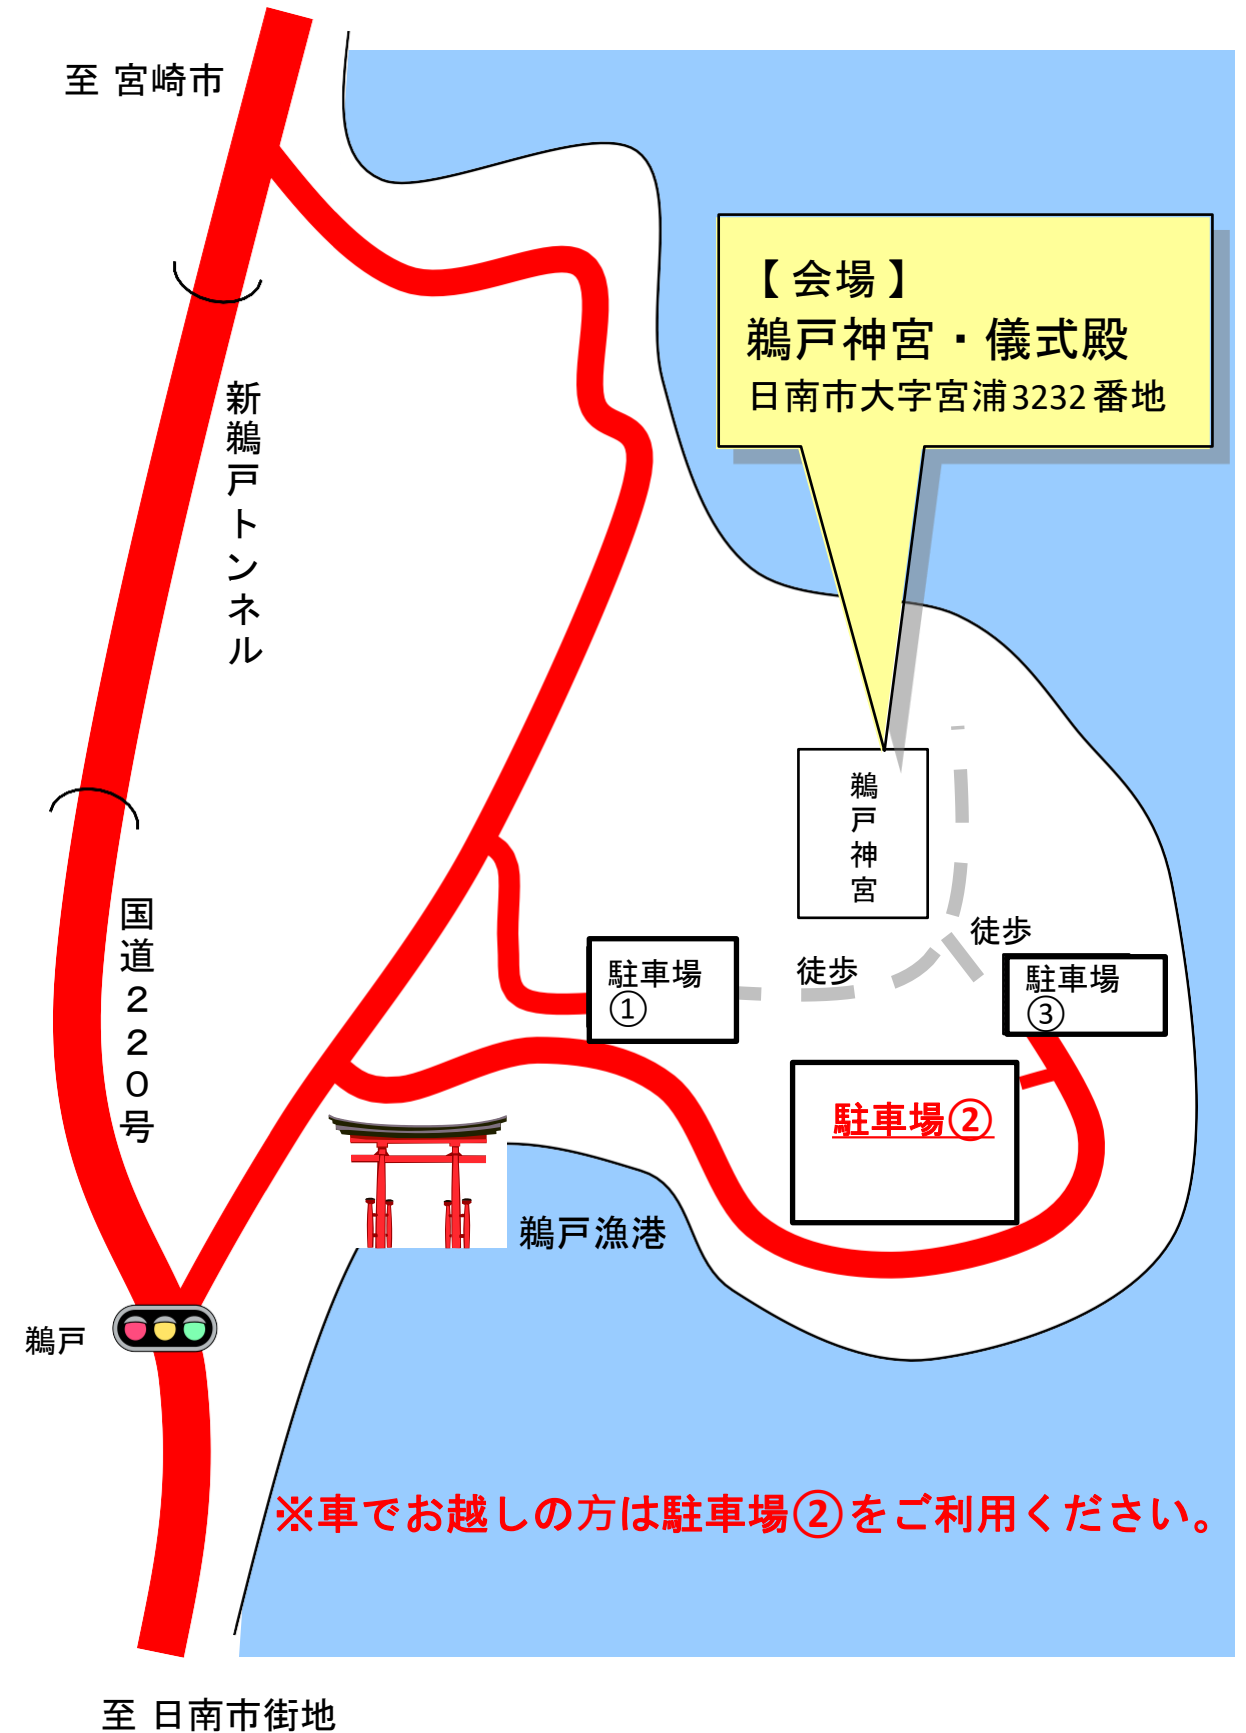 至 宮崎市
【 会場 】
鵜戸神宮・儀式殿
日南市大字宮浦3232番地
新鵜戸トンネル
鵜戸神宮
国道220号
徒歩
徒歩
駐車場
①
駐車場
③
駐車場②
鵜戸漁港
鵜戸
※車でお越しの方は駐車場②をご利用ください。
至 日南市街地